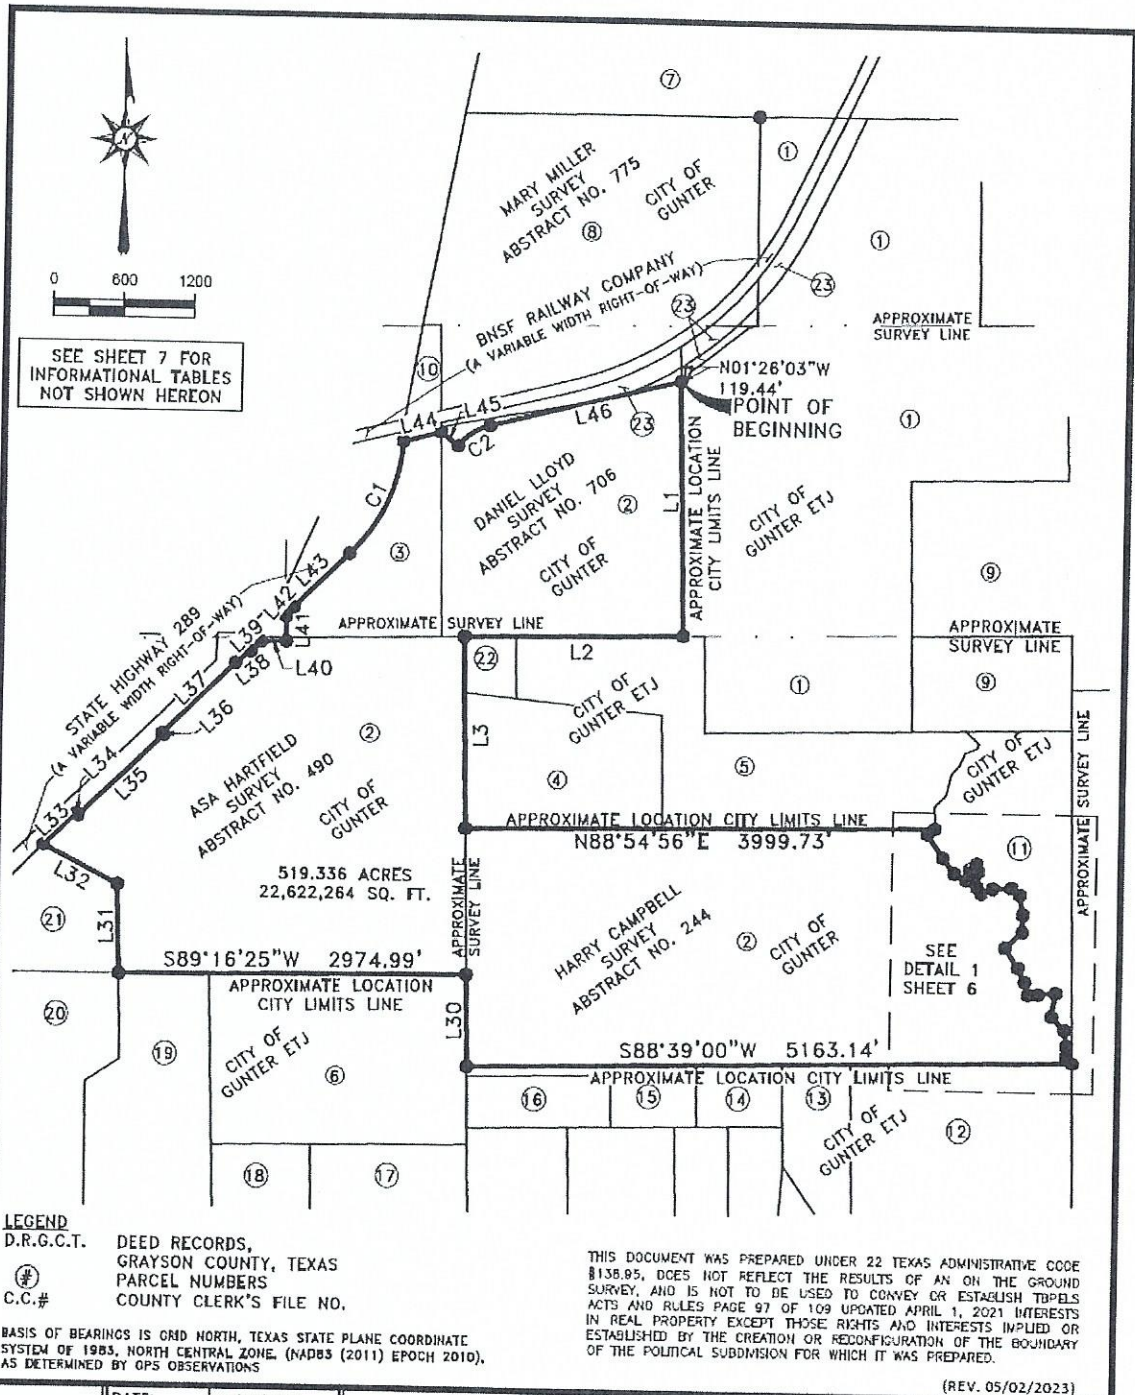 ⑦
N
MARY MILLER
SURVEY
ABSTRACT NO. 775
CITY OF
GUNTER
①
⑧
①
0 600 1200
BNSF RAILWAY COMPANY
(A VARIABLE WIDTH RIGHT-OF-WAY)
㉓
㉓
APPROXIMATE
SURVEY LINE
SEE SHEET 7 FOR
INFORMATIONAL TABLES
NOT SHOWN HEREON
⑩
N01°26'03"W
119.44'
POINT OF
BEGINNING
L44
L45
C2
L46
㉓
①
C1
DANIEL LLOYD
SURVEY
ABSTRACT NO. 706
②
CITY OF
GUNTER
L1
APPROXIMATE LOCATION
CITY LIMITS LINE
CITY OF
GUNTER ETJ
③
⑨
STATE HIGHWAY 289
(A VARIABLE WIDTH RIGHT-OF-WAY)
L43
L42
L41
L39
L38
L40
APPROXIMATE SURVEY LINE
APPROXIMATE
SURVEY LINE
㉒
L2
CITY OF
GUNTER ETJ
①
⑨
L37
L36
L3
L34
L35
L33
ASA HARTFIELD
SURVEY
ABSTRACT NO. 490
②
CITY OF
GUNTER
④
⑤
CITY OF
GUNTER ETJ
APPROXIMATE SURVEY LINE
APPROXIMATE LOCATION CITY LIMITS LINE
N88°54'56"E 3999.73'
⑪
L32
519.336 ACRES
22,622,264 SQ. FT.
APPROXIMATE
SURVEY LINE
㉑
L31
HARRY CAMPBELL
SURVEY
ABSTRACT NO. 244
②
CITY OF
GUNTER
SEE
DETAIL 1
SHEET 6
S89°16'25"W 2974.99'
APPROXIMATE LOCATION
CITY LIMITS LINE
L30
⑳
⑲
CITY OF
GUNTER ETJ
⑥
S88°39'00"W 5163.14'
APPROXIMATE LOCATION CITY LIMITS LINE
⑯
⑮
⑭
⑬
CITY OF
GUNTER ETJ
⑫
⑱
⑰
LEGEND
D.R.G.C.T. DEED RECORDS,
GRAYSON COUNTY, TEXAS
# PARCEL NUMBERS
C.C.# COUNTY CLERK'S FILE NO.
BASIS OF BEARINGS IS GRID NORTH, TEXAS STATE PLANE COORDINATE
SYSTEM OF 1983, NORTH CENTRAL ZONE, (NAD83 (2011) EPOCH 2010),
AS DETERMINED BY GPS OBSERVATIONS
THIS DOCUMENT WAS PREPARED UNDER 22 TEXAS ADMINISTRATIVE CODE
§138.95, DOES NOT REFLECT THE RESULTS OF AN ON THE GROUND
SURVEY, AND IS NOT TO BE USED TO CONVEY OR ESTABLISH TBPELS
ACTS AND RULES PAGE 97 OF 109 UPDATED APRIL 1, 2021 INTERESTS
IN REAL PROPERTY EXCEPT THOSE RIGHTS AND INTERESTS IMPLIED OR
ESTABLISHED BY THE CREATION OR RECONFIGURATION OF THE BOUNDARY
OF THE POLITICAL SUBDIVISION FOR WHICH IT WAS PREPARED.
(REV. 05/02/2023)